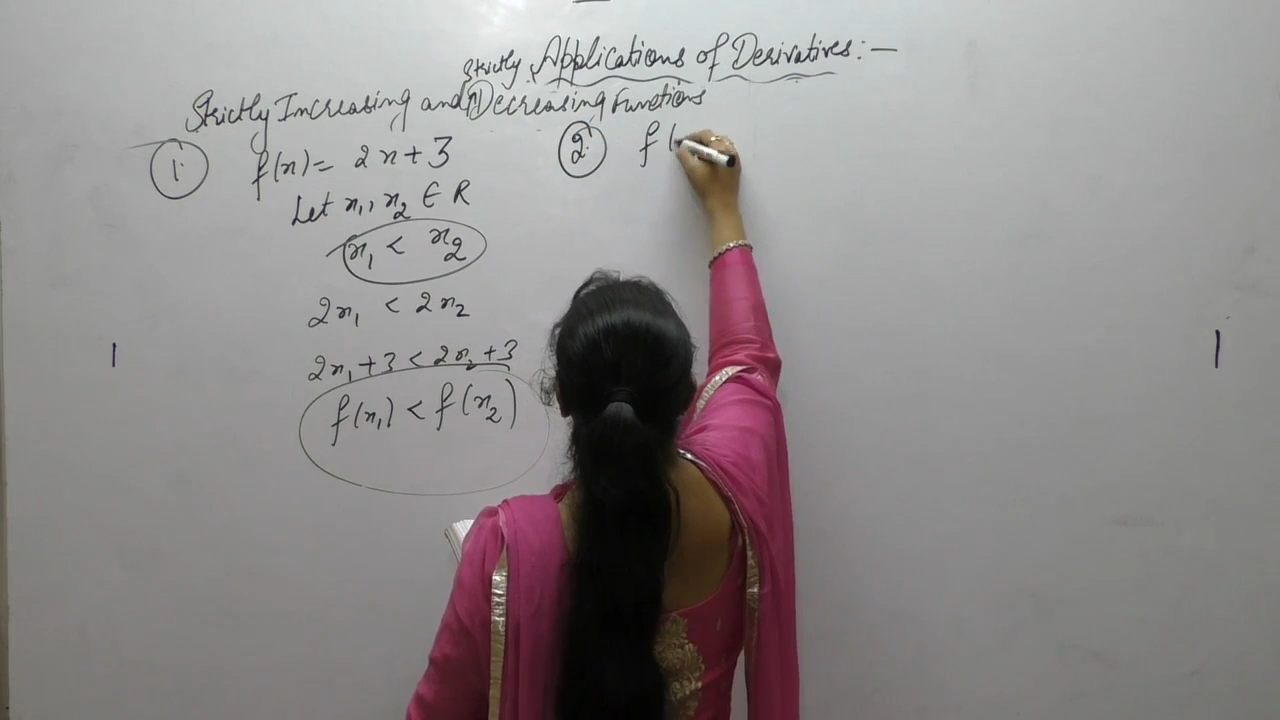 Applications of Derivatives:—
Strictly Increasing and Strictly Decreasing Functions
1. f(x) = 2x + 3
Let x₁, x₂ ∈ R
x₁ < x₂
2x₁ < 2x₂
2x₁ + 3 < 2x₂ + 3
f(x₁) < f(x₂)
2. f(